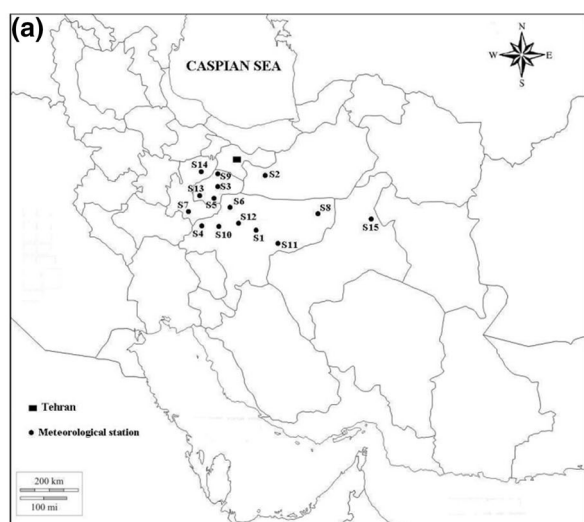 (a)
CASPIAN SEA
N
W E
S
S14
S9
S2
S3
S13
S5
S6
S7
S8
S12
S15
S4
S10
S1
S11
Tehran
Meteorological station
200 km
100 mi